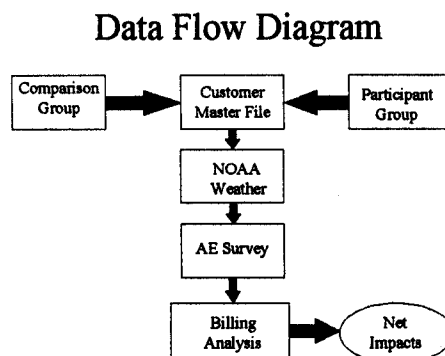 Data Flow Diagram
Comparison
Group
Customer
Master File
Participant
Group
NOAA
Weather
AE Survey
Billing
Analysis
Net
Impacts